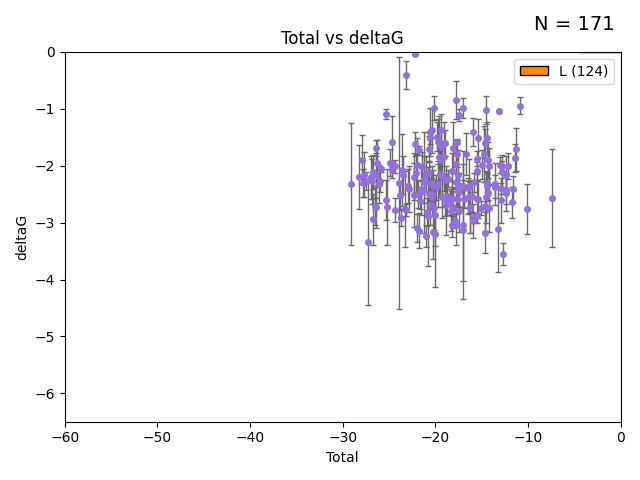 N = 171
Total vs deltaG
L (124)
0
−1
−2
−3
−4
−5
−6
deltaG
−60 −50 −40 −30 −20 −10 0
Total